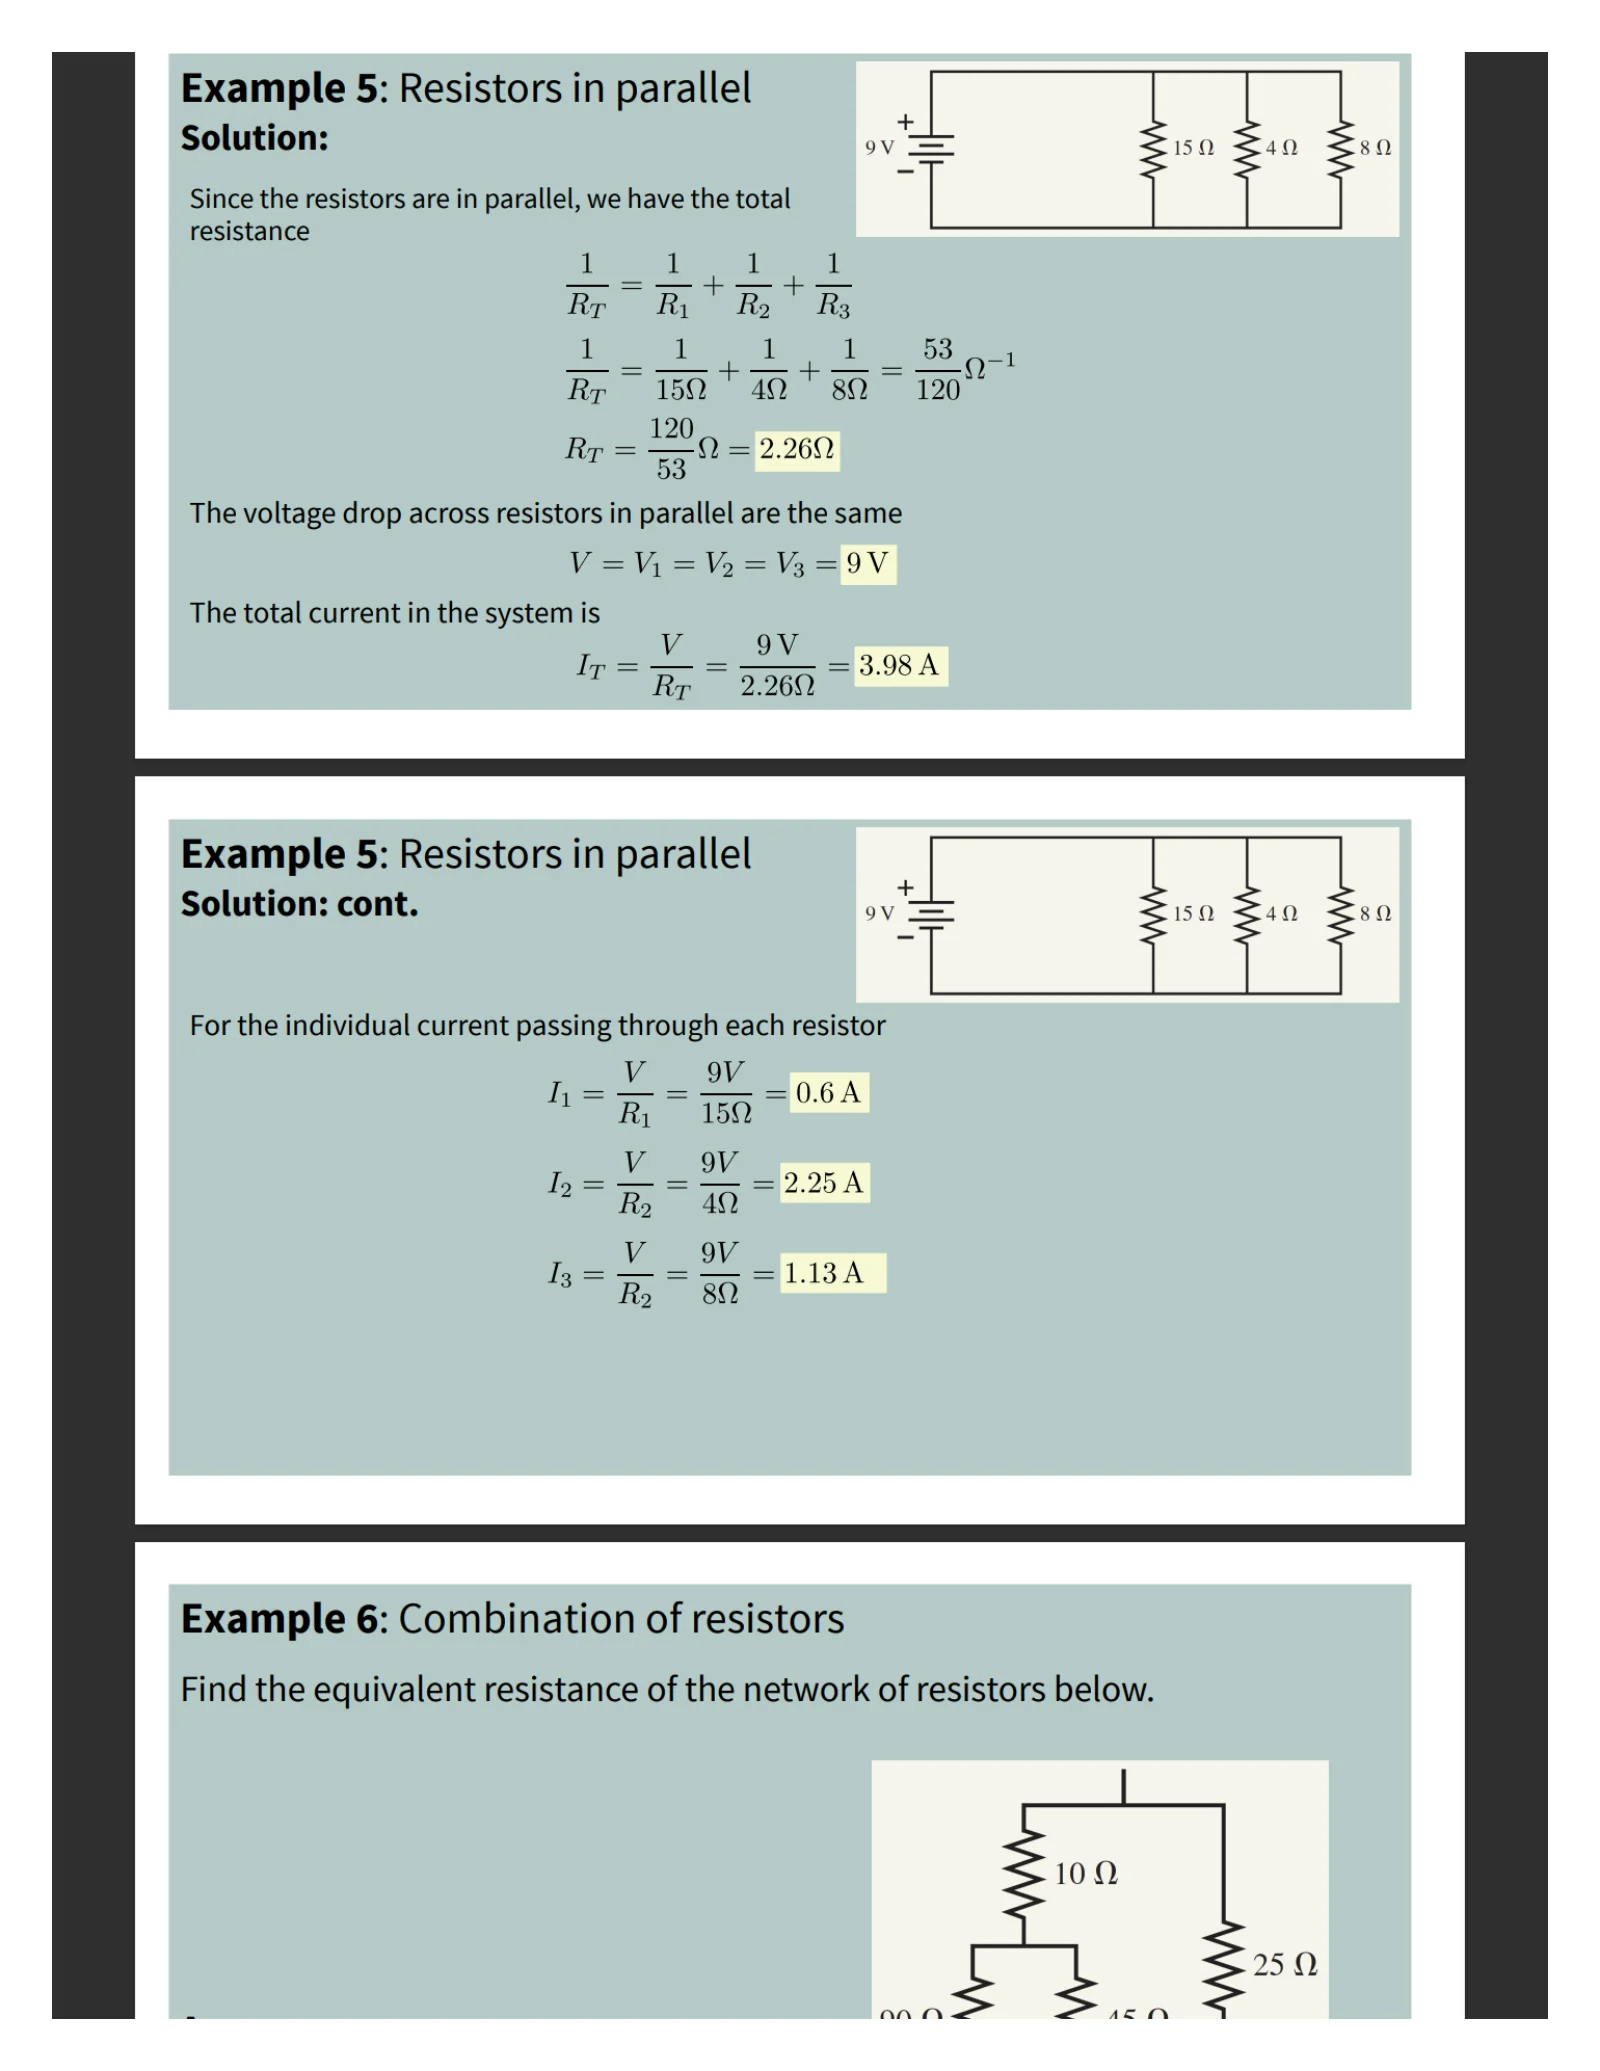 Example 5: Resistors in parallel
Solution:
+
9 V
−
15 Ω
4 Ω
8 Ω
Since the resistors are in parallel, we have the total
resistance
1/R_T = 1/R_1 + 1/R_2 + 1/R_3
1/R_T = 1/15Ω + 1/4Ω + 1/8Ω = 53/120 Ω^−1
R_T = 120/53 Ω = 2.26Ω
The voltage drop across resistors in parallel are the same
V = V_1 = V_2 = V_3 = 9 V
The total current in the system is
I_T = V/R_T = 9 V/2.26Ω = 3.98 A
Example 5: Resistors in parallel
Solution: cont.
+
9 V
−
15 Ω
4 Ω
8 Ω
For the individual current passing through each resistor
I_1 = V/R_1 = 9V/15Ω = 0.6 A
I_2 = V/R_2 = 9V/4Ω = 2.25 A
I_3 = V/R_2 = 9V/8Ω = 1.13 A
Example 6: Combination of resistors
Find the equivalent resistance of the network of resistors below.
10 Ω
25 Ω